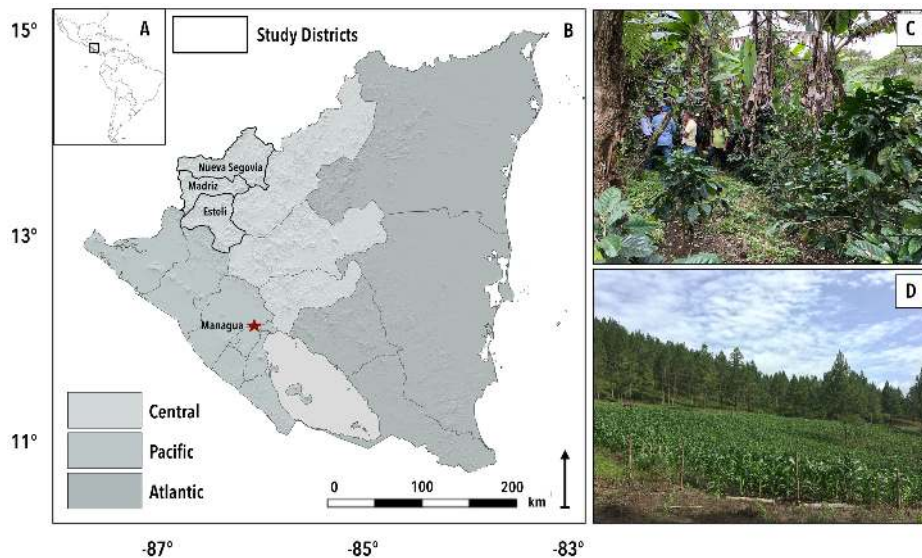 15°
13°
11°
A
Study Districts
B
Nueva Segovia
Madriz
Estelí
Managua
Central
Pacific
Atlantic
0 100 200
km
-87° -85° -83°
C
D